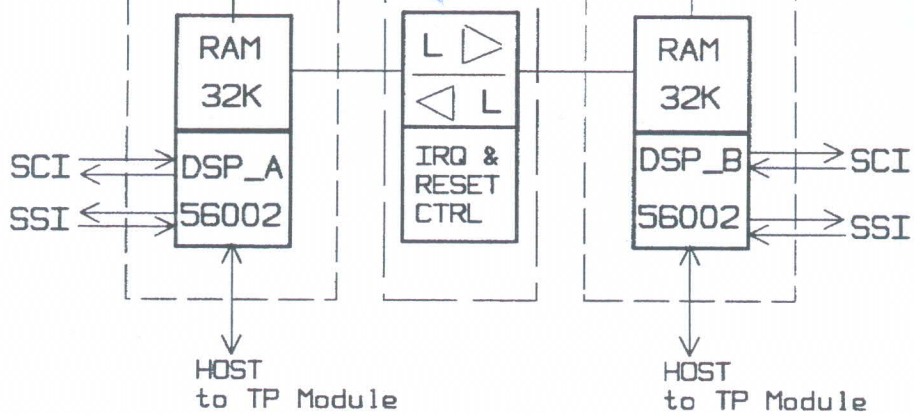 RAM
32K
L
L
RAM
32K
SCI
SSI
DSP_A
56002
IRQ &
RESET
CTRL
DSP_B
56002
SCI
SSI
HOST
to TP Module
HOST
to TP Module